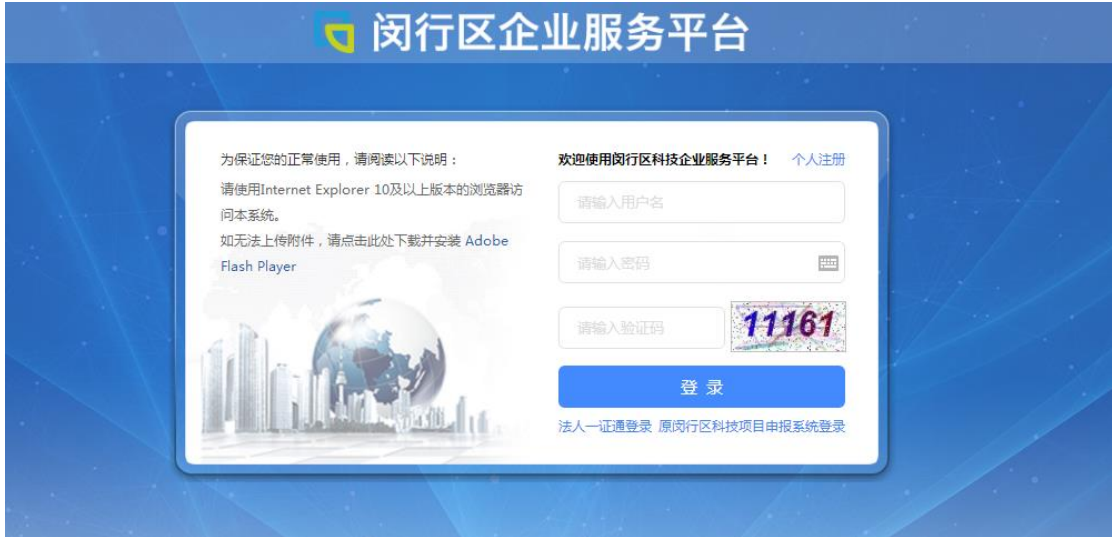 闵行区企业服务平台
为保证您的正常使用，请阅读以下说明：
请使用Internet Explorer 10及以上版本的浏览器访
问本系统。
如无法上传附件，请点击此处下载并安装 Adobe
Flash Player
欢迎使用闵行区科技企业服务平台！ 个人注册
请输入用户名
请输入密码
请输入验证码 11161
登 录
法人一证通登录 原闵行区科技项目申报系统登录